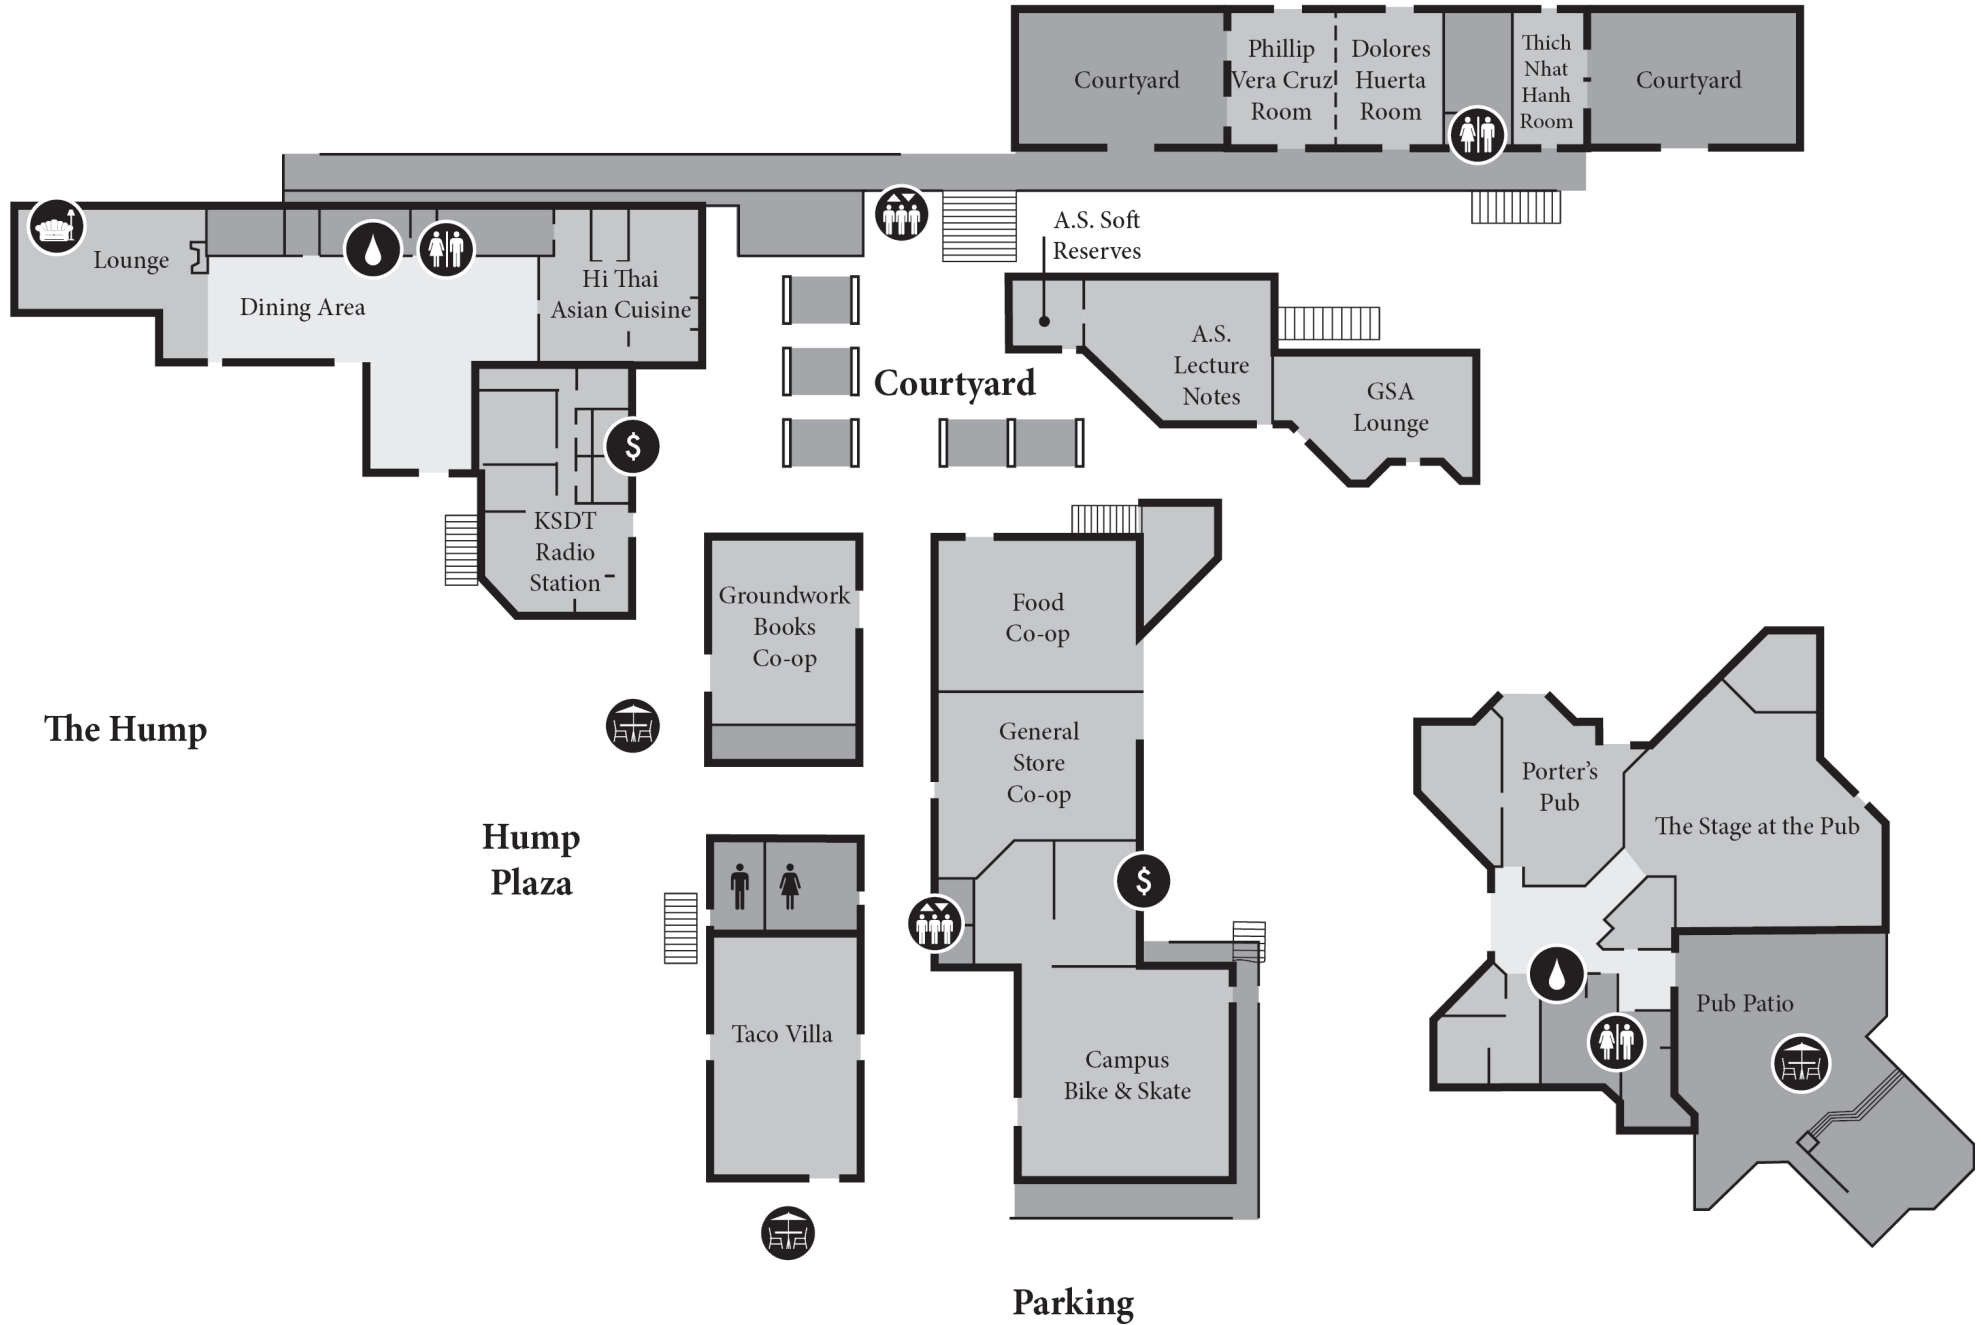 Courtyard
Phillip
Vera Cruz
Room
Dolores
Huerta
Room
Thich
Nhat
Hanh
Room
Courtyard
Lounge
Dining Area
Hi Thai
Asian Cuisine
A.S. Soft
Reserves
A.S.
Lecture
Notes
GSA
Lounge
Courtyard
$
KSDT
Radio
Station
Groundwork
Books
Co-op
Food
Co-op
General
Store
Co-op
The Hump
Hump
Plaza
Porter's
Pub
The Stage at the Pub
$
Taco Villa
Campus
Bike & Skate
Pub Patio
Parking